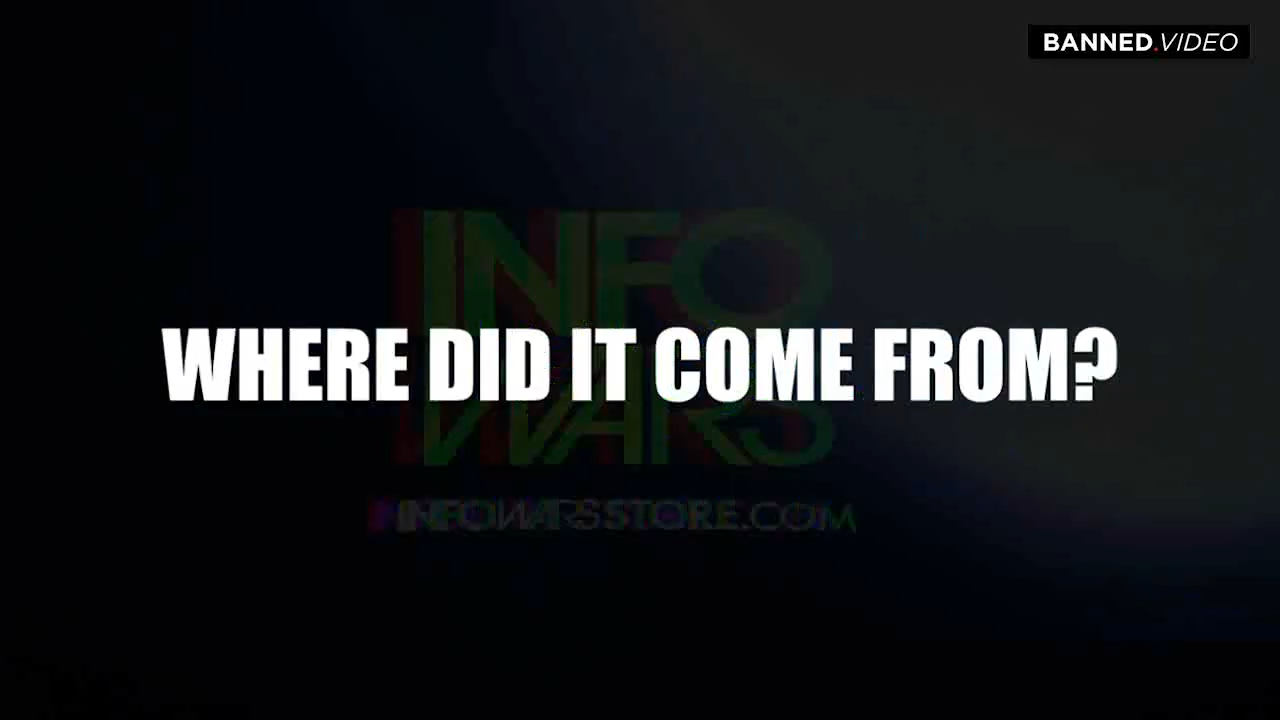 BANNED.VIDEO
INFO
WHERE DID IT COME FROM?
WARS
INFOWARSSTORE.COM